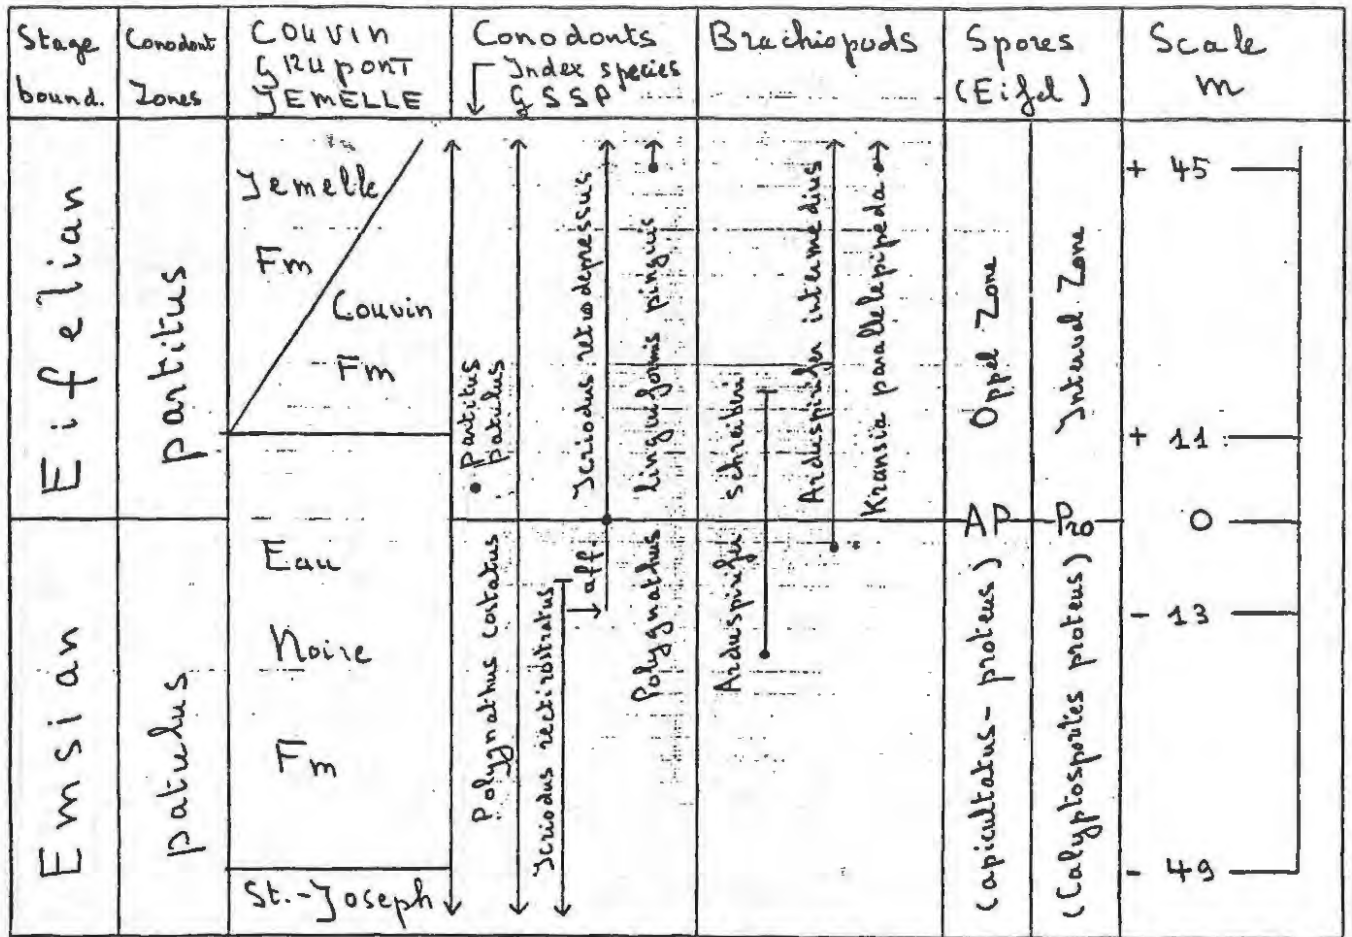 Stage
bound.
Conodont
Zones
COUVIN
GRUPONT
JEMELLE
Conodonts
Index species
GSSP
Brachiopods
Spores
(Eifel)
Scale
m
Eifelian
Emsian
partitus
patulus
Jemelle
Fm
Couvin
Fm
Eau
Noire
Fm
St.-Joseph
partitus
patulus
Polygnathus costatus
Icriodus rectirostratus
aff.
Icriodus retrodepressus
Polygnathus linguiformis pinguis
Arduspirifer schreiberi
Arduspirifer intermedius
Kransia parallelepipeda
Oppel Zone
AP
(apicultatus-proteus)
Interval Zone
Pro
(Calyptosporites proteus)
+ 45
+ 11
0
- 13
- 49